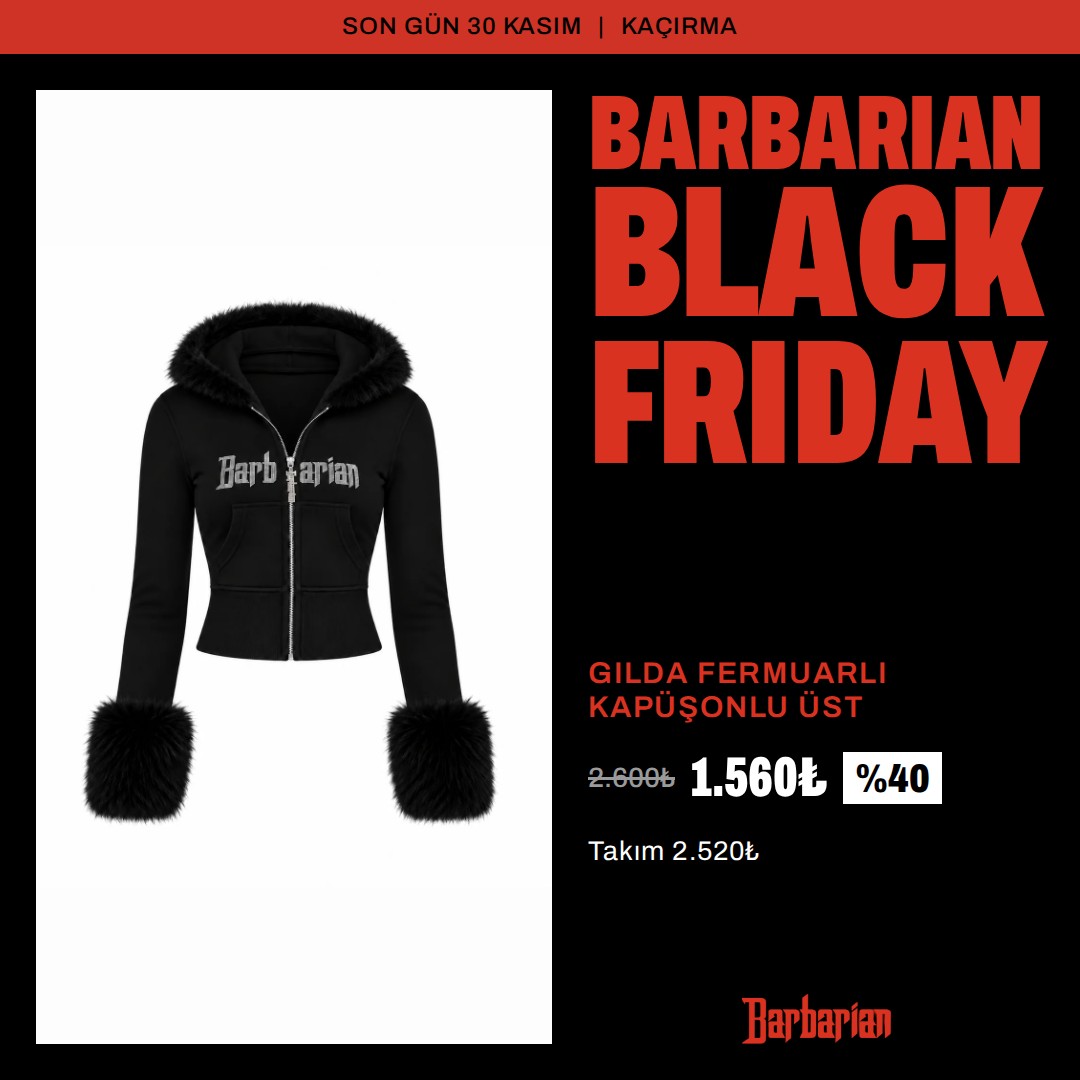 SON GÜN 30 KASIM | KAÇIRMA
BARBARIAN
BLACK
FRIDAY
Barbarian
GILDA FERMUARLI
KAPÜŞONLU ÜST
2.600₺ 1.560₺ %40
Takım 2.520₺
Barbarian